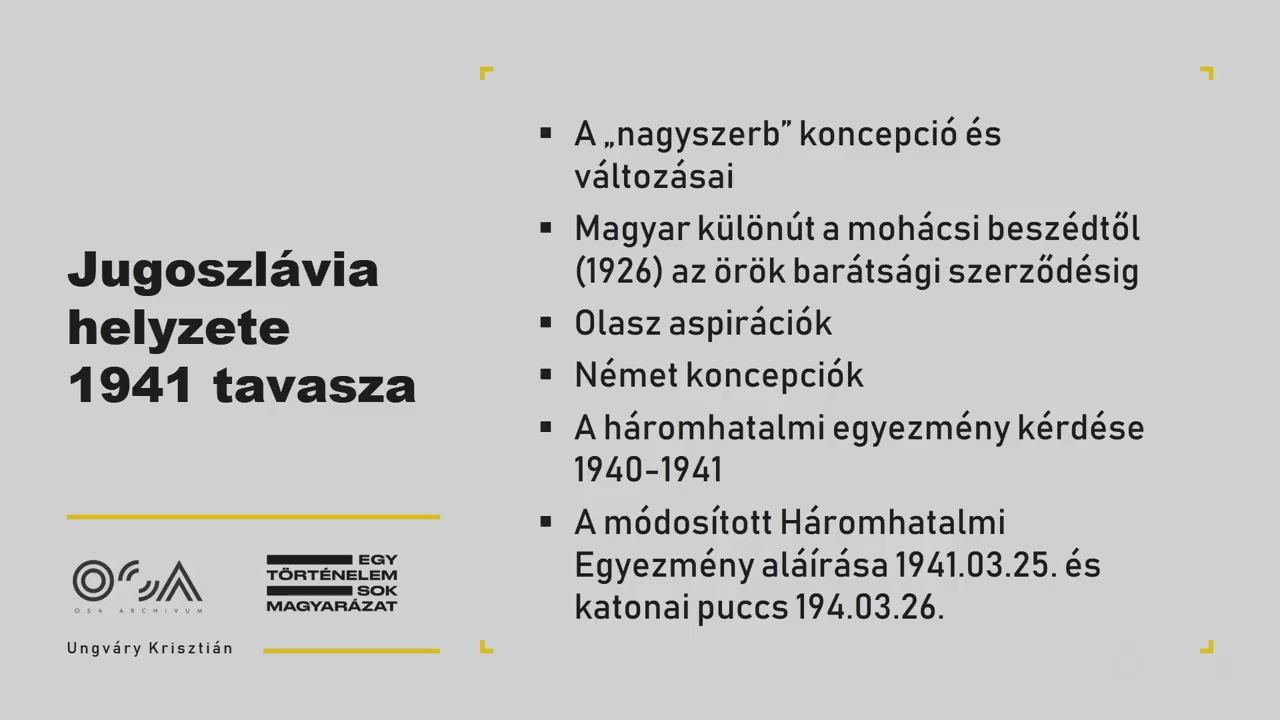 Jugoszlávia
helyzete
1941 tavasza
A „nagyszerb” koncepció és
változásai
Magyar különút a mohácsi beszédtől
(1926) az örök barátsági szerződésig
Olasz aspirációk
Német koncepciók
A háromhatalmi egyezmény kérdése
1940-1941
A módosított Háromhatalmi
Egyezmény aláírása 1941.03.25. és
katonai puccs 194.03.26.
OSA
OSA ARCHIVUM
EGY
TÖRTÉNELEM
SOK
MAGYARÁZAT
Ungváry Krisztián